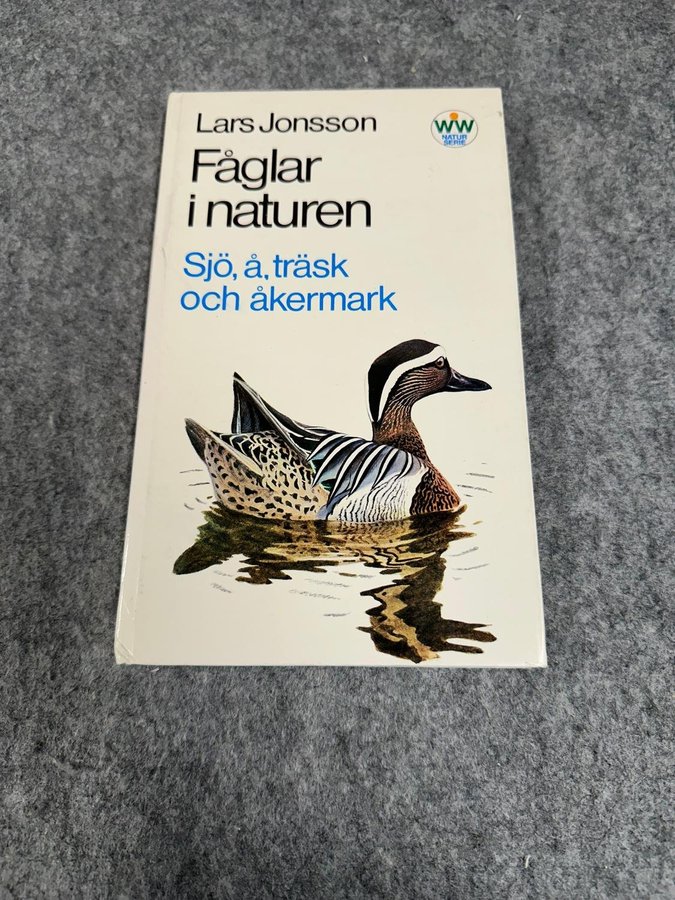 Lars Jonsson
WW
NATUR
SERIE
Fåglar
i naturen
Sjö, å, träsk
och åkermark